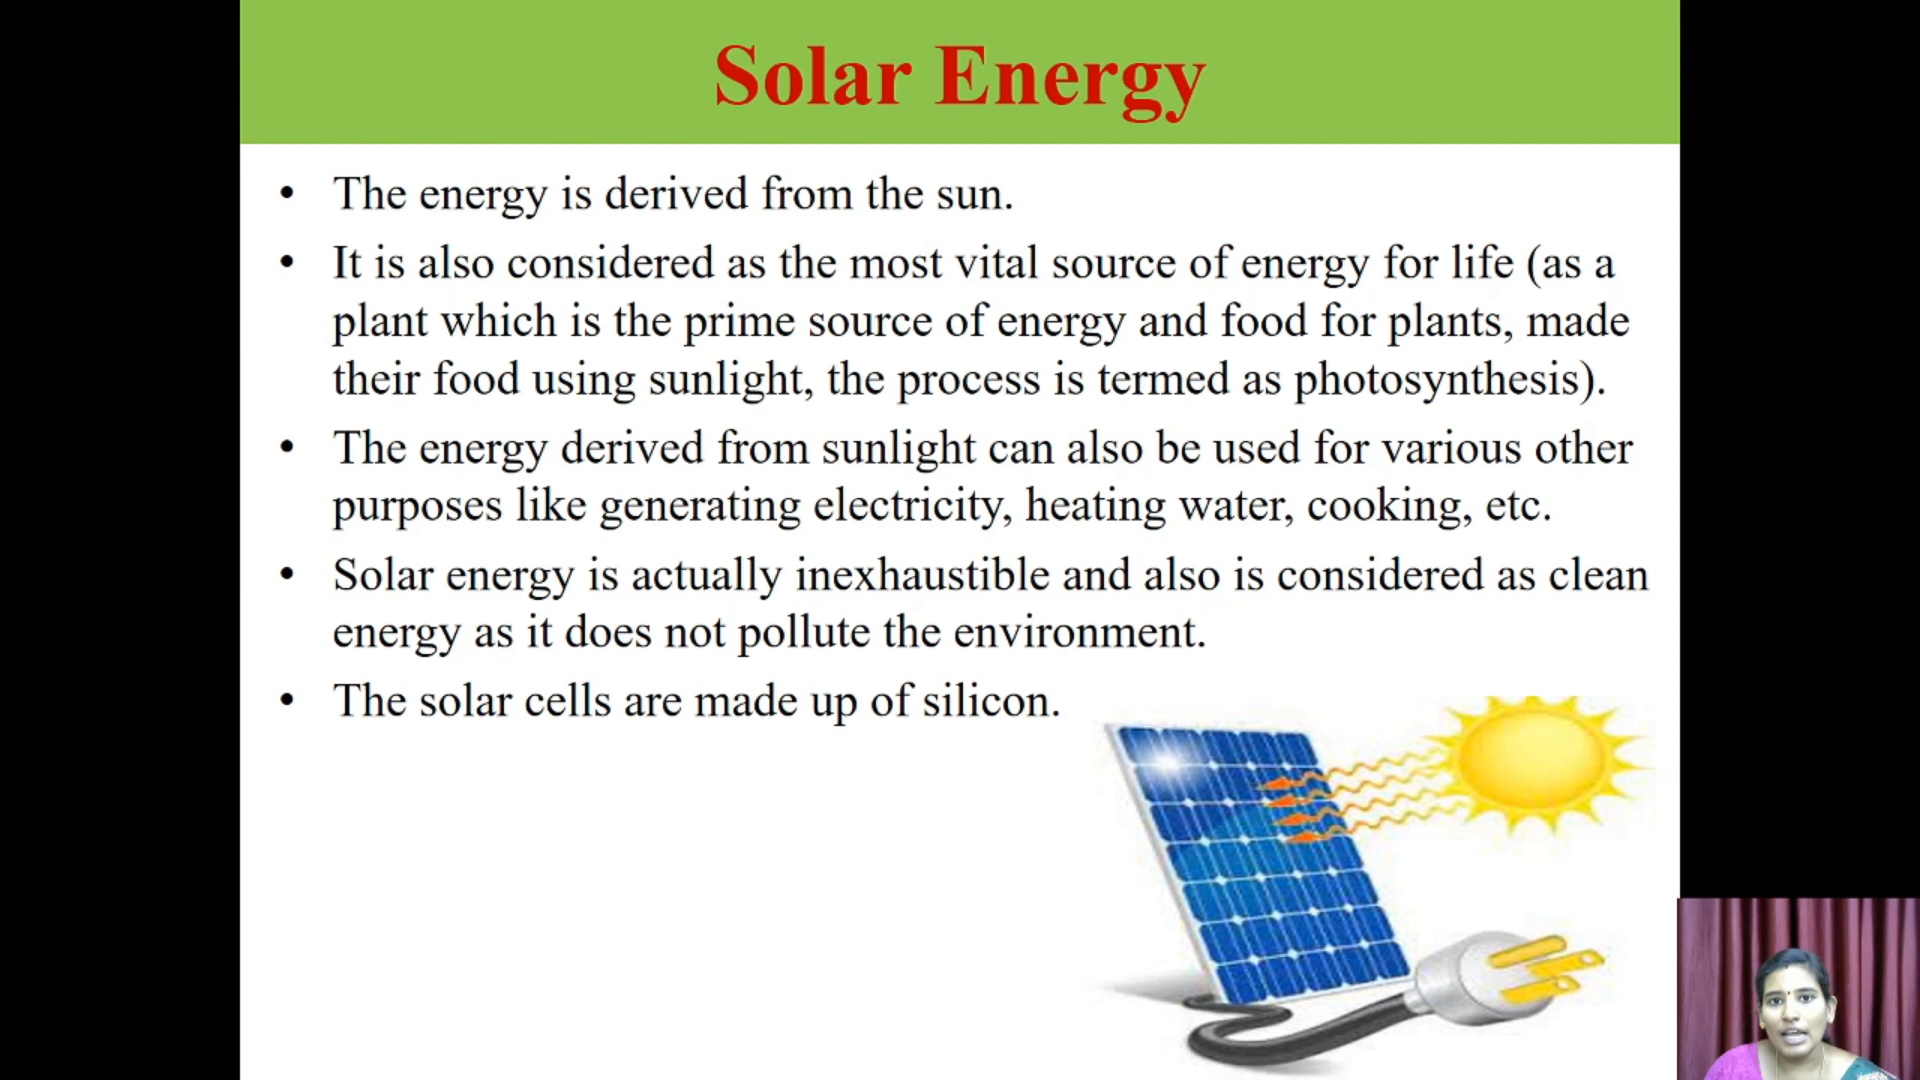 Solar Energy
• The energy is derived from the sun.
• It is also considered as the most vital source of energy for life (as a
plant which is the prime source of energy and food for plants, made
their food using sunlight, the process is termed as photosynthesis).
• The energy derived from sunlight can also be used for various other
purposes like generating electricity, heating water, cooking, etc.
• Solar energy is actually inexhaustible and also is considered as clean
energy as it does not pollute the environment.
• The solar cells are made up of silicon.